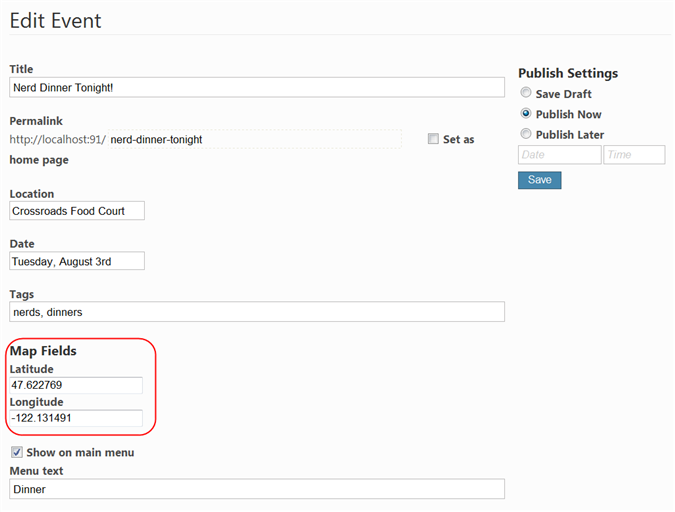 Edit Event
Title
Nerd Dinner Tonight!
Permalink
http://localhost:91/ nerd-dinner-tonight
Set as
home page
Location
Crossroads Food Court
Date
Tuesday, August 3rd
Tags
nerds, dinners
Map Fields
Latitude
47.622769
Longitude
-122.131491
Show on main menu
Menu text
Dinner
Publish Settings
Save Draft
Publish Now
Publish Later
Date Time
Save